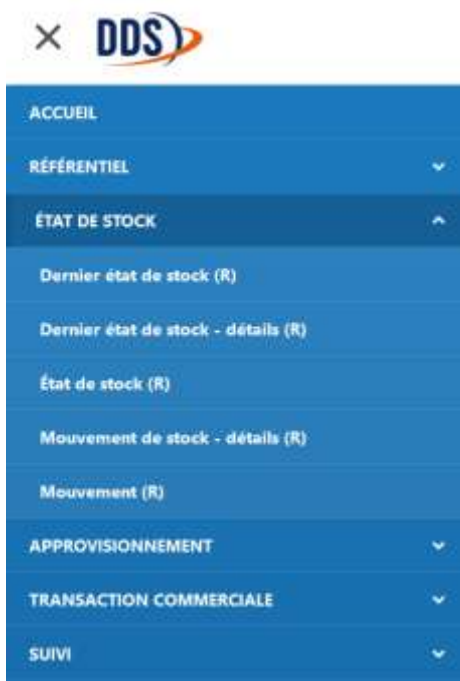 DDS
ACCUEIL
RÉFÉRENTIEL
ÉTAT DE STOCK
Dernier état de stock (R)
Dernier état de stock - détails (R)
État de stock (R)
Mouvement de stock - détails (R)
Mouvement (R)
APPROVISIONNEMENT
TRANSACTION COMMERCIALE
SUIVI